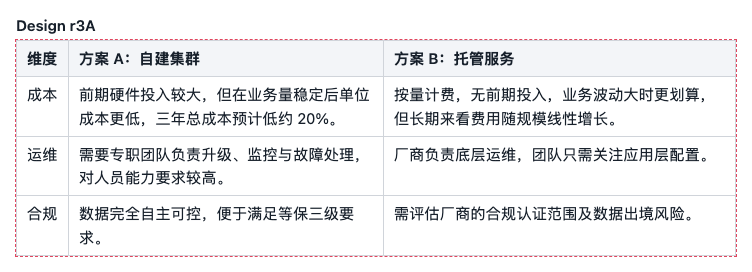 Design r3A
维度
方案 A：自建集群
方案 B：托管服务
成本
前期硬件投入较大，但在业务量稳定后单位
成本更低，三年总成本预计低约 20%。
按量计费，无前期投入，业务波动大时更划算，
但长期来看费用随规模线性增长。
运维
需要专职团队负责升级、监控与故障处理，
对人员能力要求较高。
厂商负责底层运维，团队只需关注应用层配置。
合规
数据完全自主可控，便于满足等保三级要
求。
需评估厂商的合规认证范围及数据出境风险。